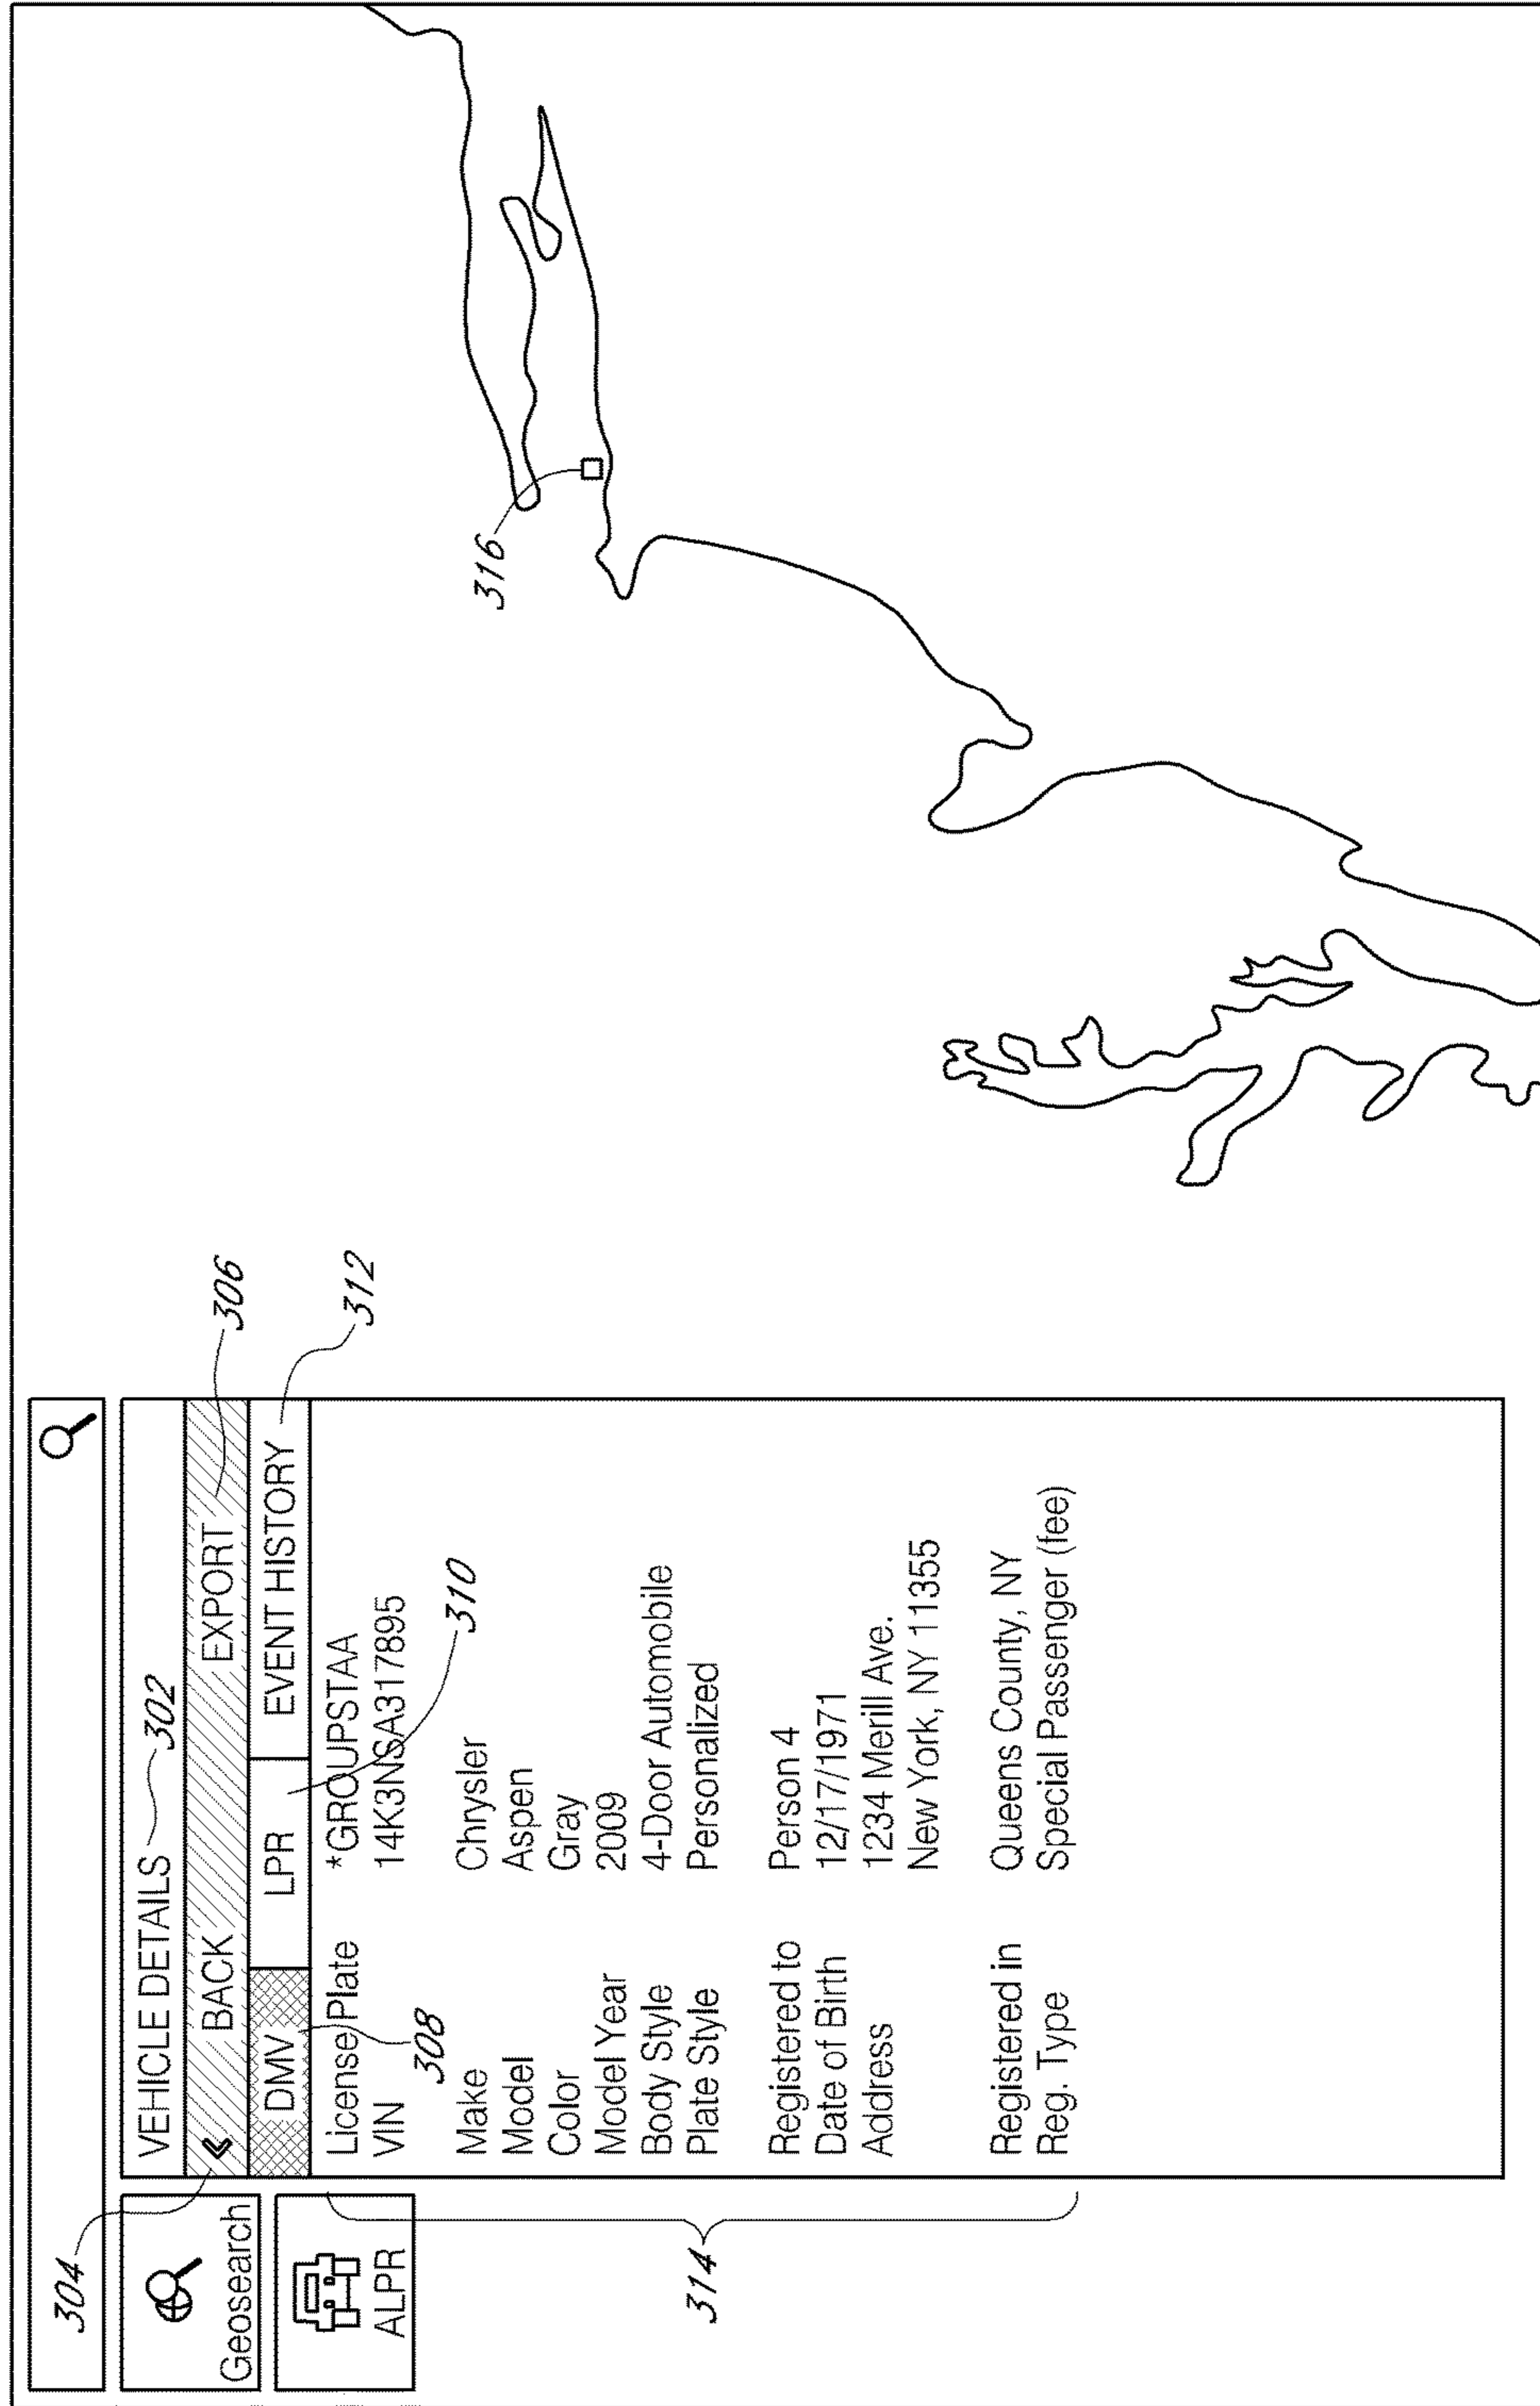 VEHICLE DETAILS 302
304
BACK EXPORT 306
DMV LPR EVENT HISTORY 312
Geosearch
ALPR
License Plate *GROUPSTAA
VIN 14K3NSA317895
308
310
Make Chrysler
Model Aspen
Color Gray
Model Year 2009
Body Style 4-Door Automobile
Plate Style Personalized
Registered to Person 4
Date of Birth 12/17/1971
Address 1234 Merill Ave.
New York, NY 11355
Registered in Queens County, NY
Reg. Type Special Passenger (fee)
314
316